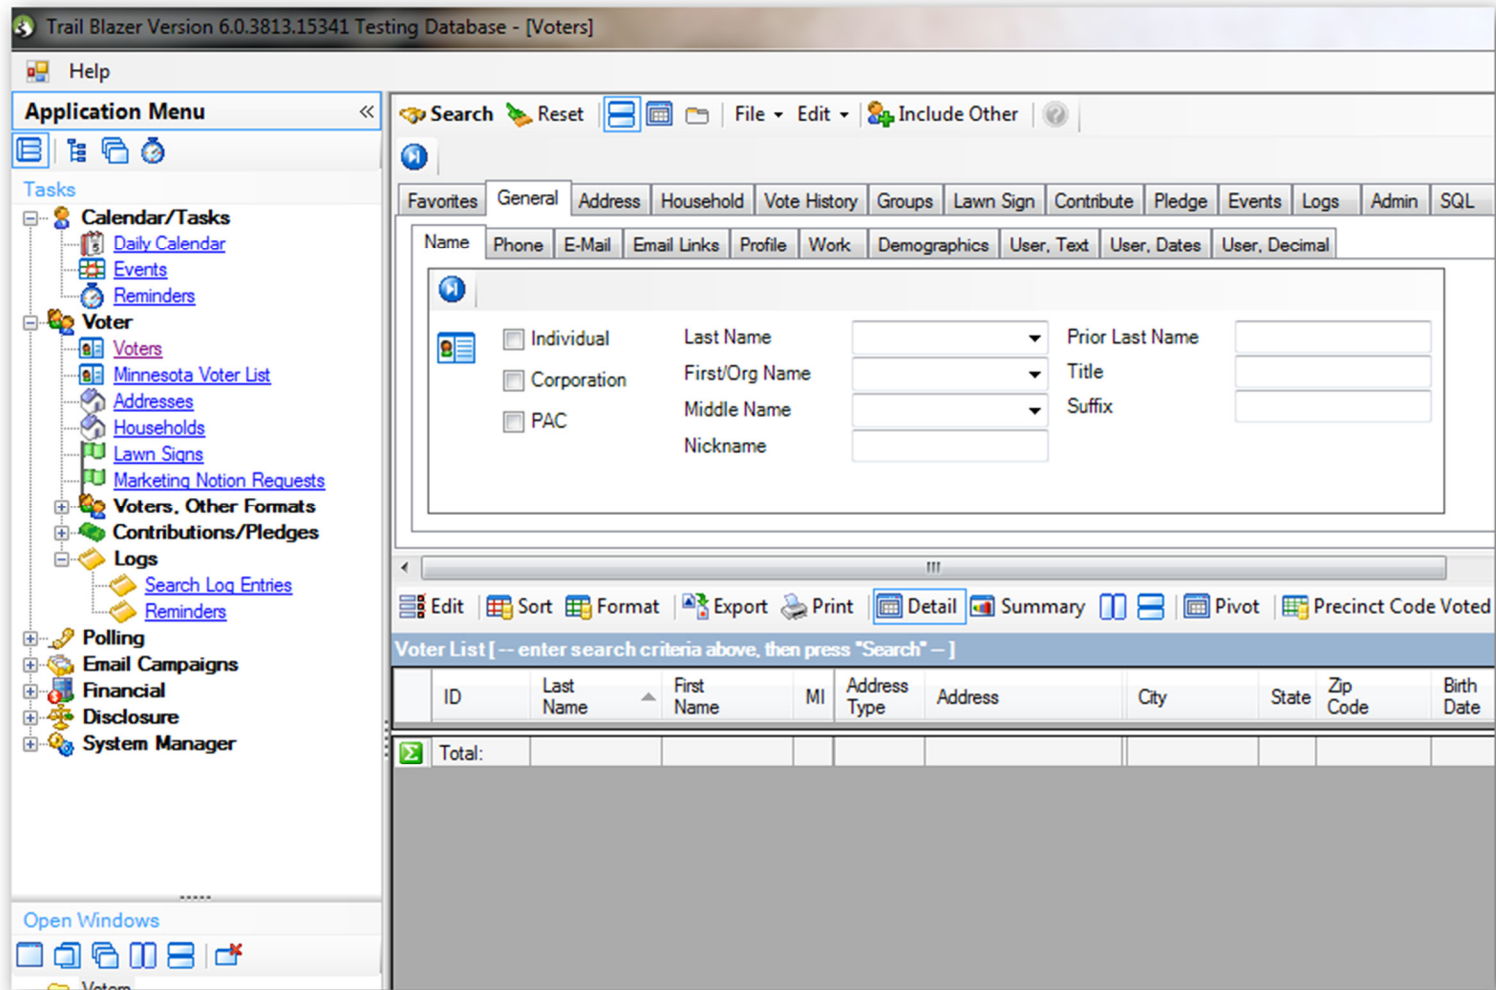 Trail Blazer Version 6.0.3813.15341 Testing Database - [Voters]
Help
Application Menu «
Tasks
Calendar/Tasks
Daily Calendar
Events
Reminders
Voter
Voters
Minnesota Voter List
Addresses
Households
Lawn Signs
Marketing Notion Requests
Voters, Other Formats
Contributions/Pledges
Logs
Search Log Entries
Reminders
Polling
Email Campaigns
Financial
Disclosure
System Manager
Open Windows
Voters
Search Reset File Edit Include Other
Favorites General Address Household Vote History Groups Lawn Sign Contribute Pledge Events Logs Admin SQL
Name Phone E-Mail Email Links Profile Work Demographics User, Text User, Dates User, Decimal
Individual Last Name Prior Last Name
Corporation First/Org Name Title
PAC Middle Name Suffix
Nickname
Edit Sort Format Export Print Detail Summary Pivot Precinct Code Voted
Voter List [ -- enter search criteria above, then press "Search" -- ]
ID Last Name First Name MI Address Type Address City State Zip Code Birth Date
Total: